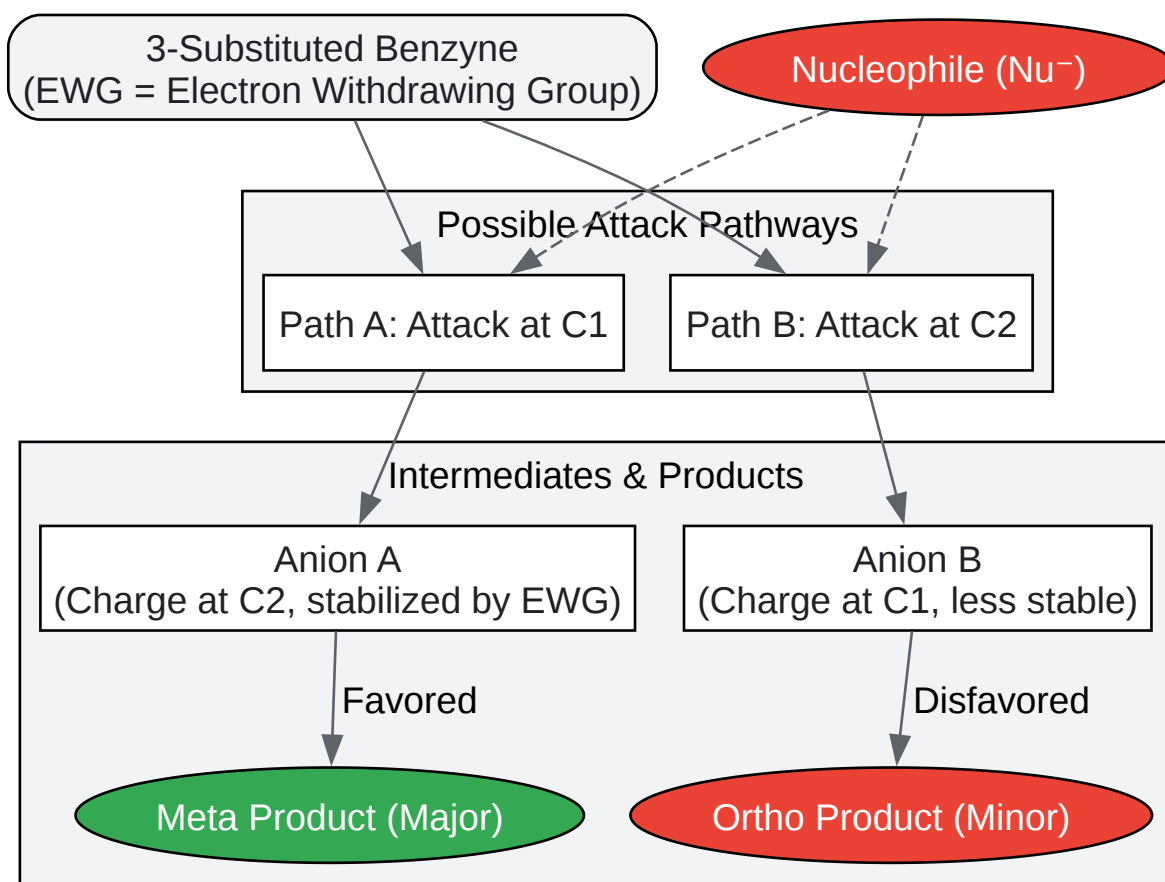 3-Substituted Benzyne
(EWG = Electron Withdrawing Group)
Nucleophile (Nu⁻)
Possible Attack Pathways
Path A: Attack at C1
Path B: Attack at C2
Intermediates & Products
Anion A
(Charge at C2, stabilized by EWG)
Anion B
(Charge at C1, less stable)
Favored
Disfavored
Meta Product (Major)
Ortho Product (Minor)